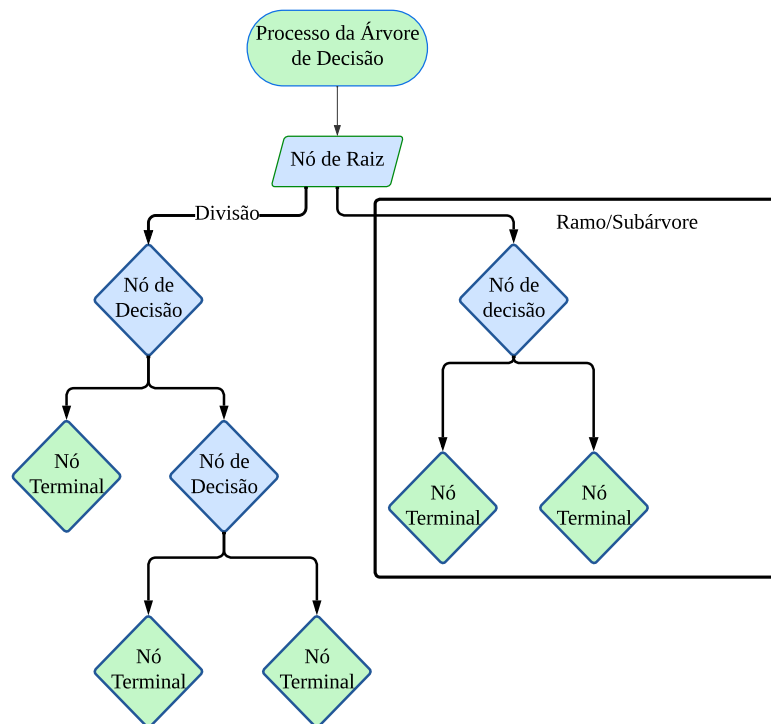 Processo da Árvore
de Decisão
Nó de Raiz
Divisão
Ramo/Subárvore
Nó de
Decisão
Nó de
decisão
Nó
Terminal
Nó de
Decisão
Nó
Terminal
Nó
Terminal
Nó
Terminal
Nó
Terminal